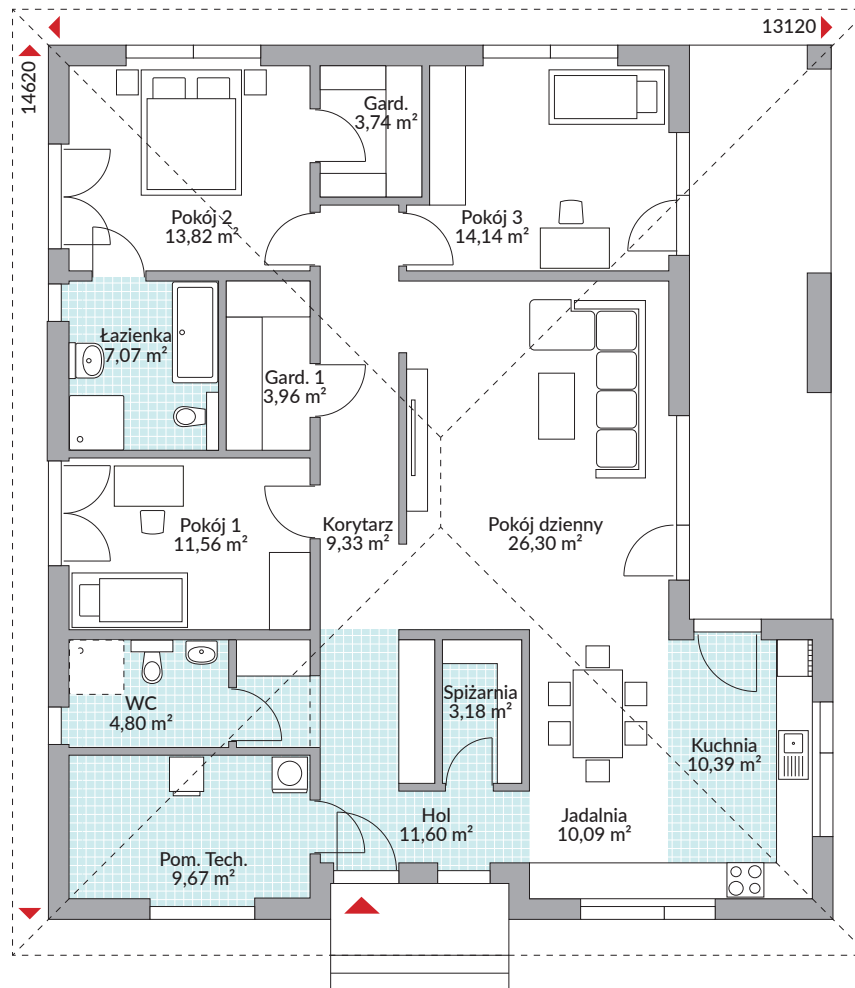 13120
14620
Gard.
3,74 m²
Pokój 2
13,82 m²
Pokój 3
14,14 m²
Łazienka
7,07 m²
Gard. 1
3,96 m²
Pokój 1
11,56 m²
Korytarz
9,33 m²
Pokój dzienny
26,30 m²
WC
4,80 m²
Spiżarnia
3,18 m²
Kuchnia
10,39 m²
Hol
11,60 m²
Jadalnia
10,09 m²
Pom. Tech.
9,67 m²